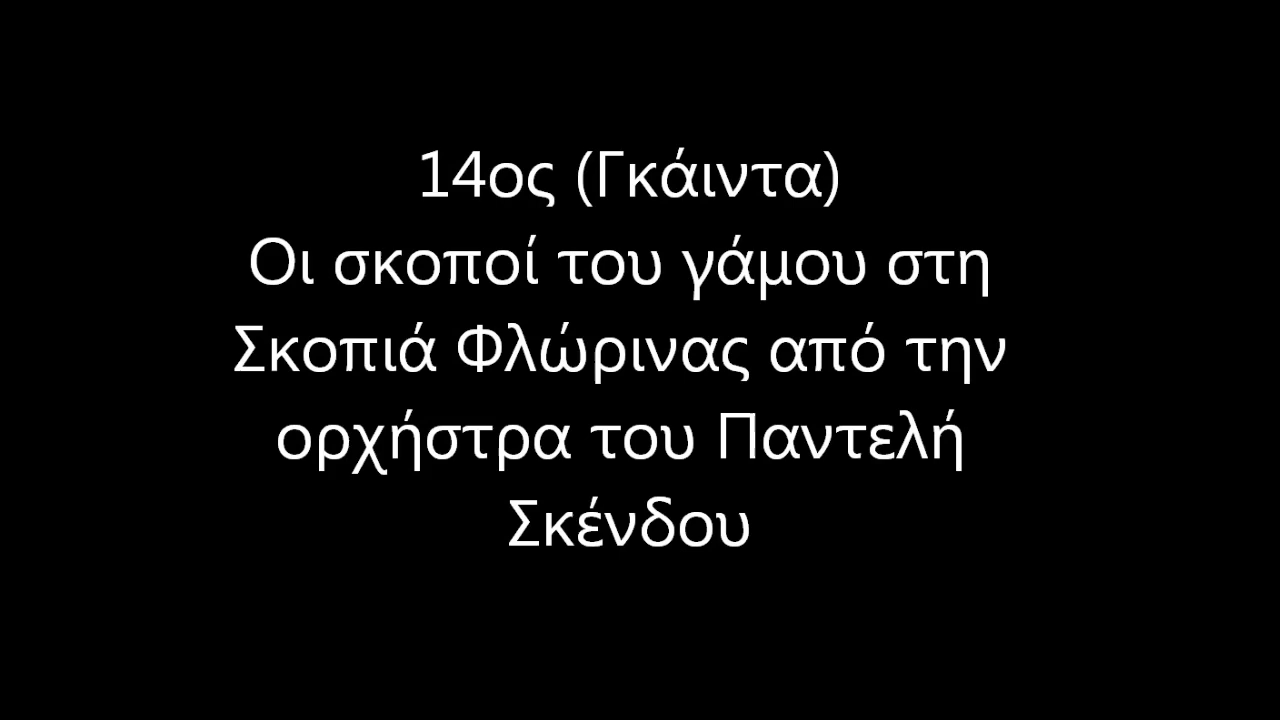 14ος (Γκάιντα)
Οι σκοποί του γάμου στη
Σκοπιά Φλώρινας από την
ορχήστρα του Παντελή
Σκένδου